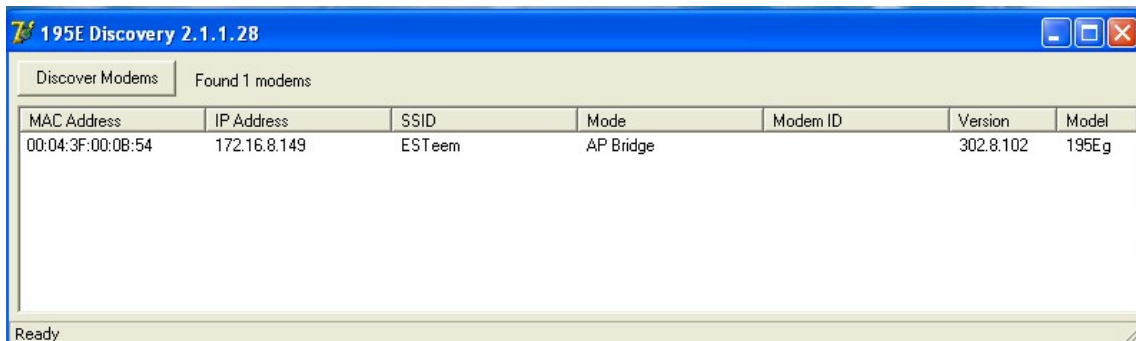 195E Discovery 2.1.1.28
Discover Modems Found 1 modems
MAC Address IP Address SSID Mode Modem ID Version Model
00:04:3F:00:0B:54 172.16.8.149 ESTeem AP Bridge 302.8.102 195Eg
Ready